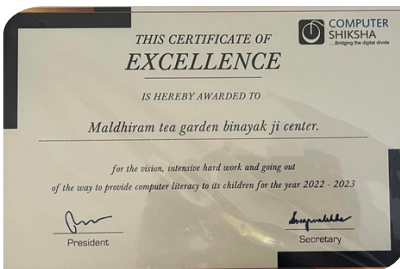 COMPUTER
SHIKSHA
...Bridging the digital divide
THIS CERTIFICATE OF
EXCELLENCE
IS HEREBY AWARDED TO
Maldhiram tea garden binayak ji center.
for the vision, intensive hard work and going out
of the way to provide computer literacy to its children for the year 2022 - 2023
President
Secretary